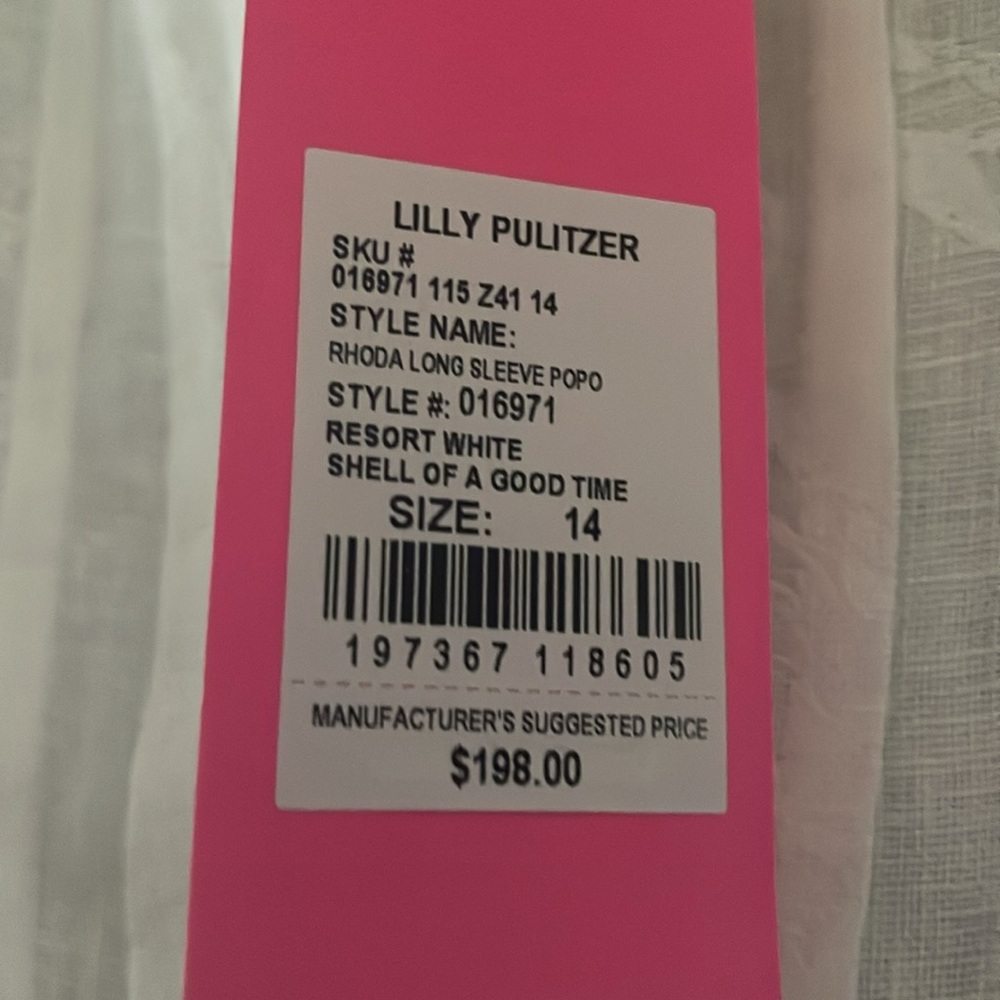 LILLY PULITZER
SKU #
016971 115 Z41 14
STYLE NAME:
RHODA LONG SLEEVE POPO
STYLE #: 016971
RESORT WHITE
SHELL OF A GOOD TIME
SIZE: 14
197367 118605
MANUFACTURER'S SUGGESTED PRICE
$198.00